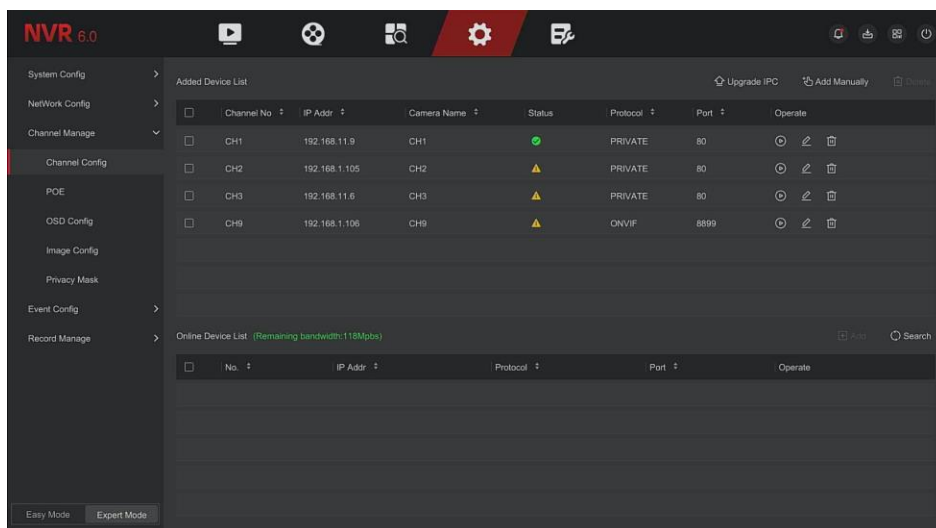 NVR 6.0
System Config
NetWork Config
Channel Manage
Channel Config
POE
OSD Config
Image Config
Privacy Mask
Event Config
Record Manage
Easy Mode Expert Mode
Added Device List Upgrade IPC Add Manually Delete
Channel No IP Addr Camera Name Status Protocol Port Operate
CH1 192.168.11.9 CH1 PRIVATE 80
CH2 192.168.1.105 CH2 PRIVATE 80
CH3 192.168.11.6 CH3 PRIVATE 80
CH9 192.168.1.106 CH9 ONVIF 8899
Online Device List (Remaining bandwidth:118Mpbs) Add Search
No. IP Addr Protocol Port Operate